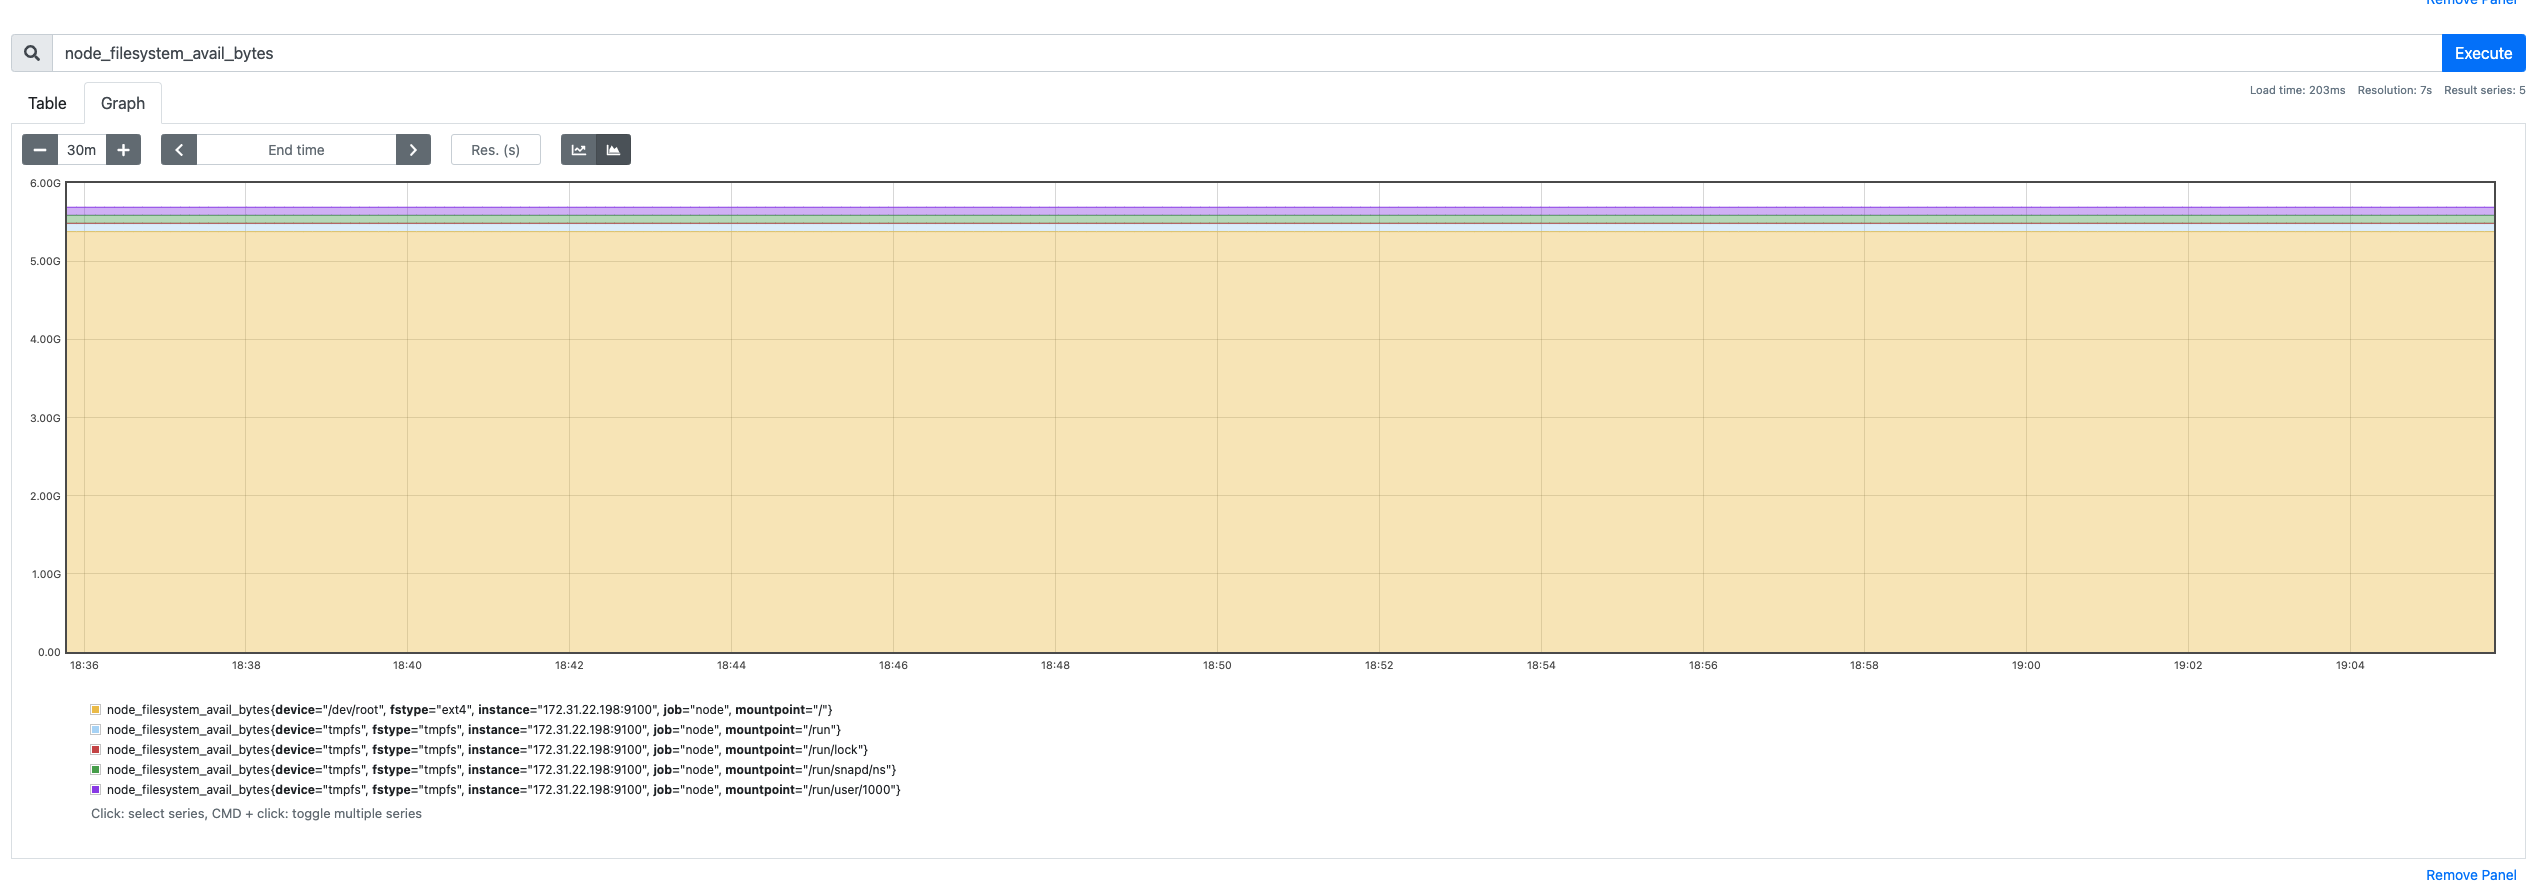 Remove Panel
node_filesystem_avail_bytes
Execute
Table
Graph
Load time: 203ms Resolution: 7s Result series: 5
30m
End time
Res. (s)
6.00G
5.00G
4.00G
3.00G
2.00G
1.00G
0.00
18:36 18:38 18:40 18:42 18:44 18:46 18:48 18:50 18:52 18:54 18:56 18:58 19:00 19:02 19:04
node_filesystem_avail_bytes{device="/dev/root", fstype="ext4", instance="172.31.22.198:9100", job="node", mountpoint="/"}
node_filesystem_avail_bytes{device="tmpfs", fstype="tmpfs", instance="172.31.22.198:9100", job="node", mountpoint="/run"}
node_filesystem_avail_bytes{device="tmpfs", fstype="tmpfs", instance="172.31.22.198:9100", job="node", mountpoint="/run/lock"}
node_filesystem_avail_bytes{device="tmpfs", fstype="tmpfs", instance="172.31.22.198:9100", job="node", mountpoint="/run/snapd/ns"}
node_filesystem_avail_bytes{device="tmpfs", fstype="tmpfs", instance="172.31.22.198:9100", job="node", mountpoint="/run/user/1000"}
Click: select series, CMD + click: toggle multiple series
Remove Panel